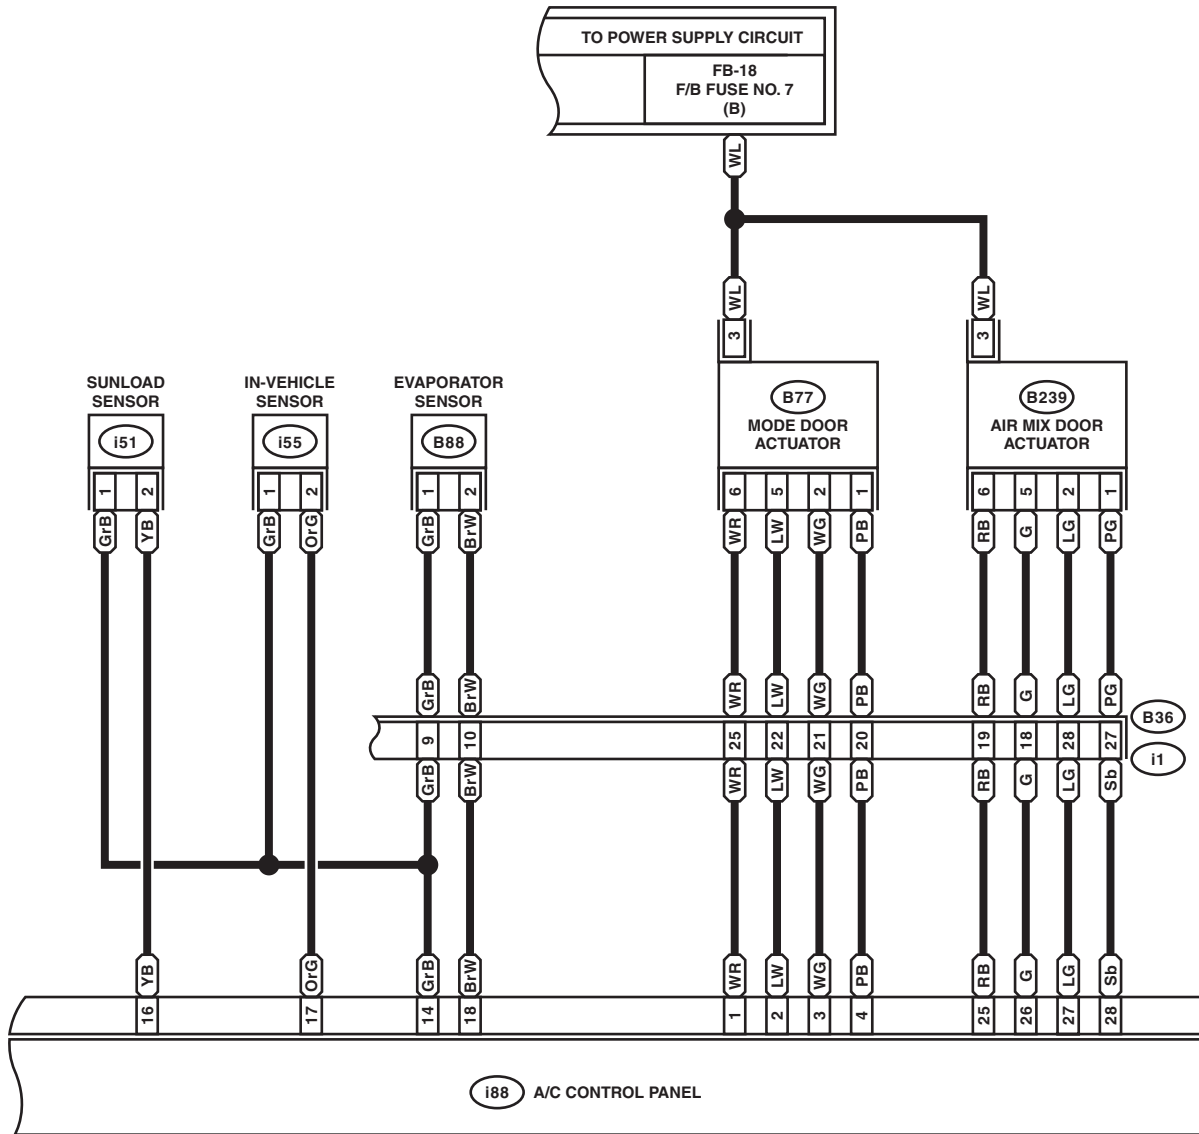 TO POWER SUPPLY CIRCUIT
FB-18
F/B FUSE NO. 7
(B)
WL
WL WL
3 3
SUNLOAD
SENSOR
IN-VEHICLE
SENSOR
EVAPORATOR
SENSOR
i51 i55 B88
B77
MODE DOOR
ACTUATOR
B239
AIR MIX DOOR
ACTUATOR
1 2 1 2 1 2 6 5 2 1 6 5 2 1
GrB YB GrB OrG GrB BrW WR LW WG PB RB G LG PG
GrB BrW WR LW WG PB RB G LG PG
B36
9 10 25 22 21 20 19 18 28 27
i1
GrB BrW WR LW WG PB RB G LG Sb
YB OrG GrB BrW WR LW WG PB RB G LG Sb
16 17 14 18 1 2 3 4 25 26 27 28
i88 A/C CONTROL PANEL